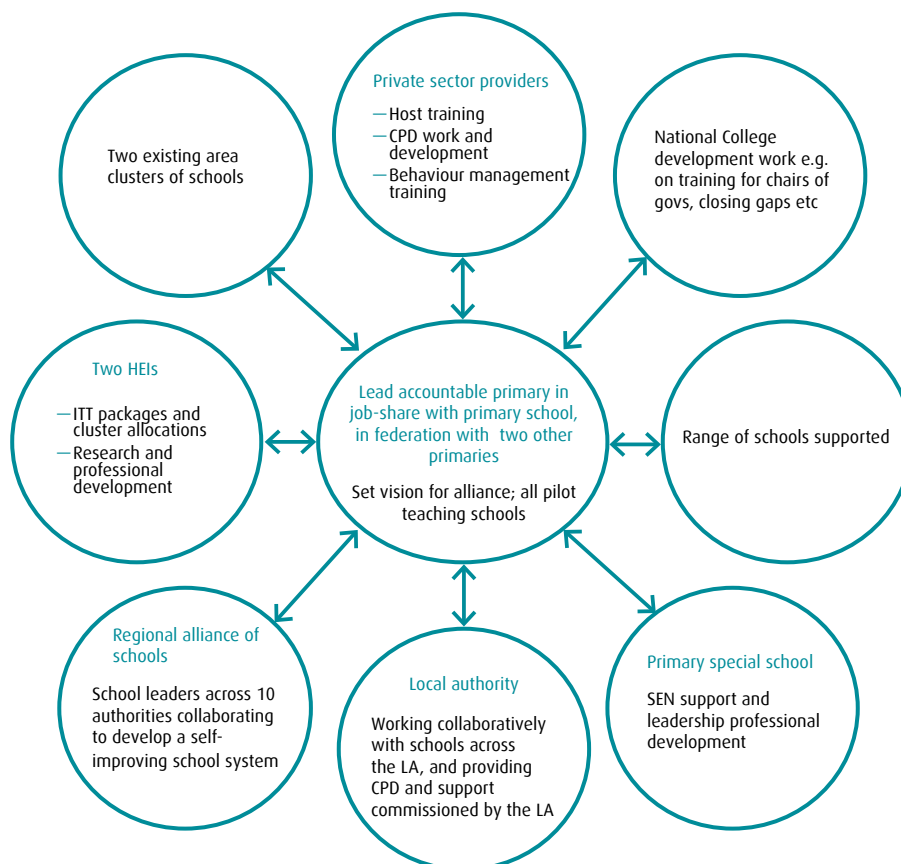 Private sector providers
—Host training
—CPD work and
development
—Behaviour management
training
Two existing area
clusters of schools
National College
development work e.g.
on training for chairs of
govs, closing gaps etc
Two HEIs
—ITT packages and
cluster allocations
—Research and
professional
development
Lead accountable primary in
job-share with primary school,
in federation with two other
primaries
Set vision for alliance; all pilot
teaching schools
Range of schools supported
Regional alliance of
schools
School leaders across 10
authorities collaborating
to develop a self-
improving school system
Local authority
Working collaboratively
with schools across
the LA, and providing
CPD and support
commissioned by the LA
Primary special school
SEN support and
leadership professional
development